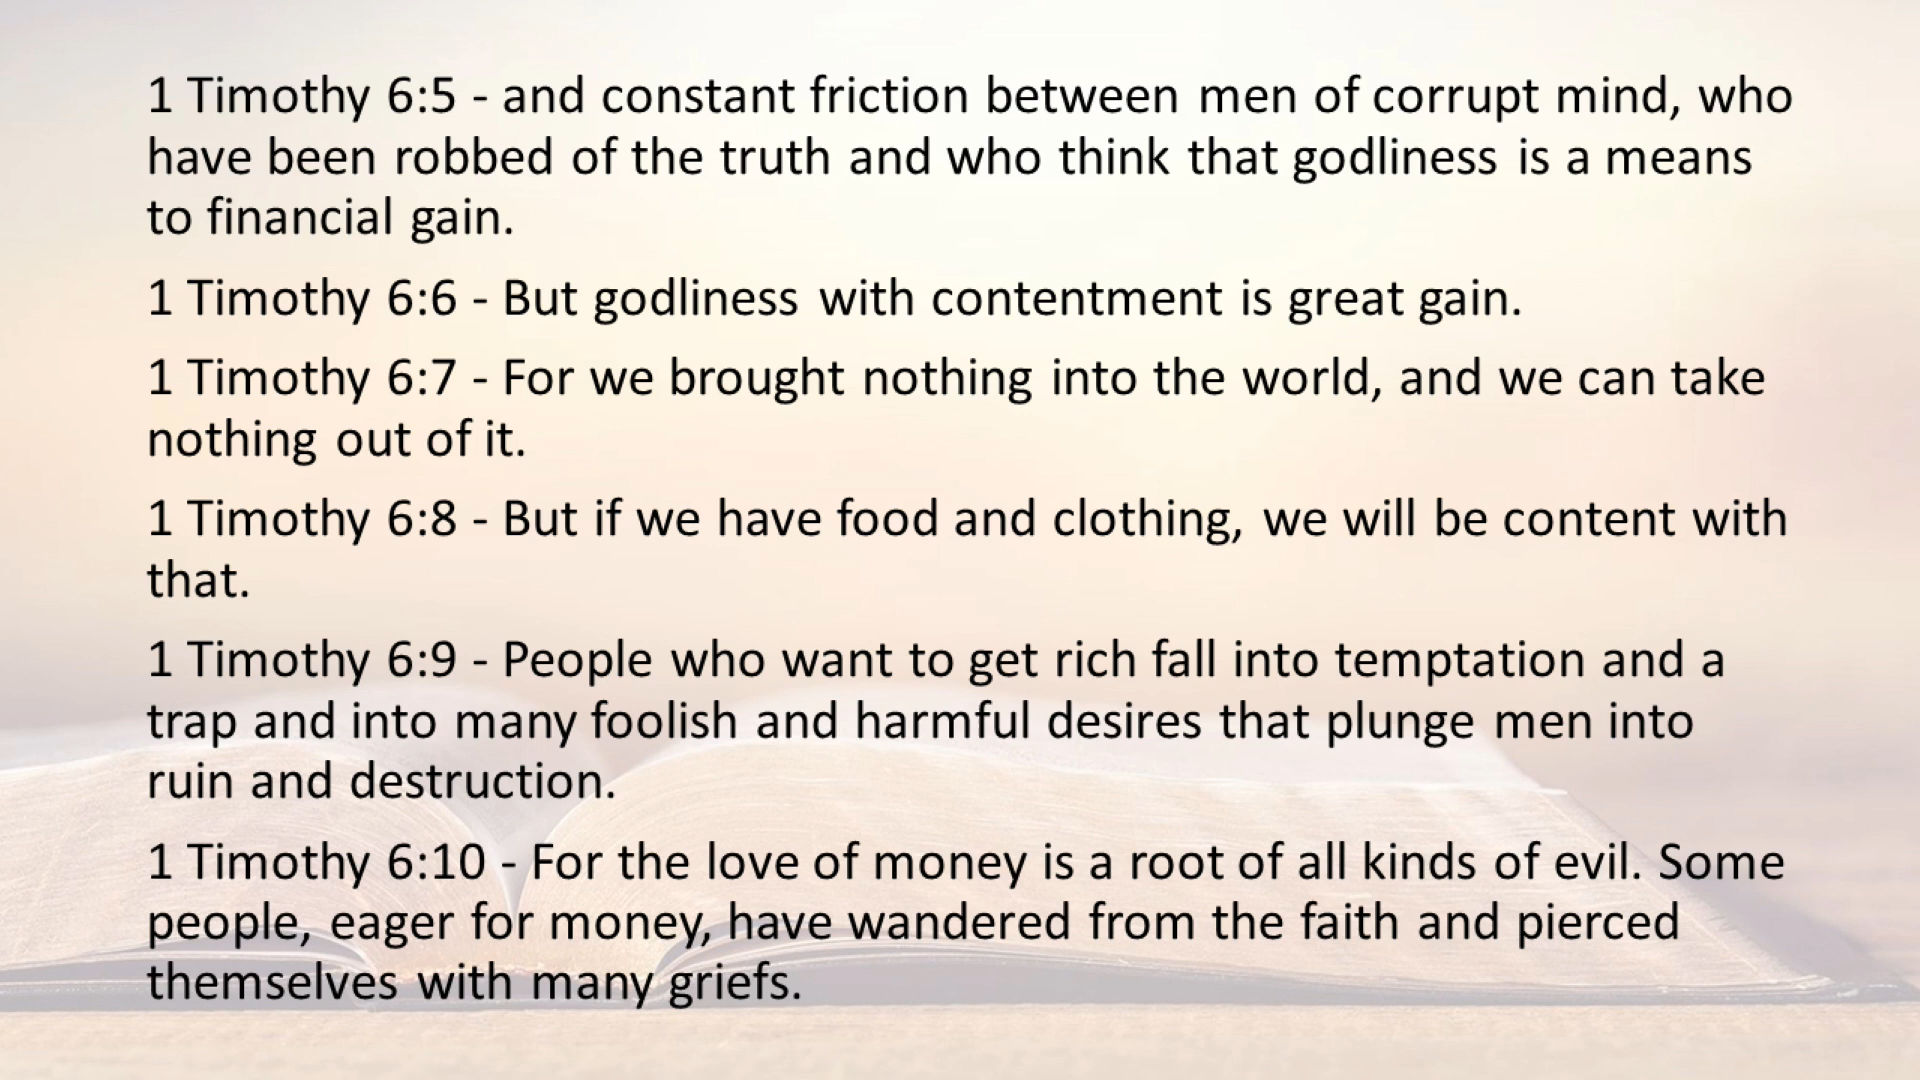 1 Timothy 6:5 - and constant friction between men of corrupt mind, who
have been robbed of the truth and who think that godliness is a means
to financial gain.
1 Timothy 6:6 - But godliness with contentment is great gain.
1 Timothy 6:7 - For we brought nothing into the world, and we can take
nothing out of it.
1 Timothy 6:8 - But if we have food and clothing, we will be content with
that.
1 Timothy 6:9 - People who want to get rich fall into temptation and a
trap and into many foolish and harmful desires that plunge men into
ruin and destruction.
1 Timothy 6:10 - For the love of money is a root of all kinds of evil. Some
people, eager for money, have wandered from the faith and pierced
themselves with many griefs.